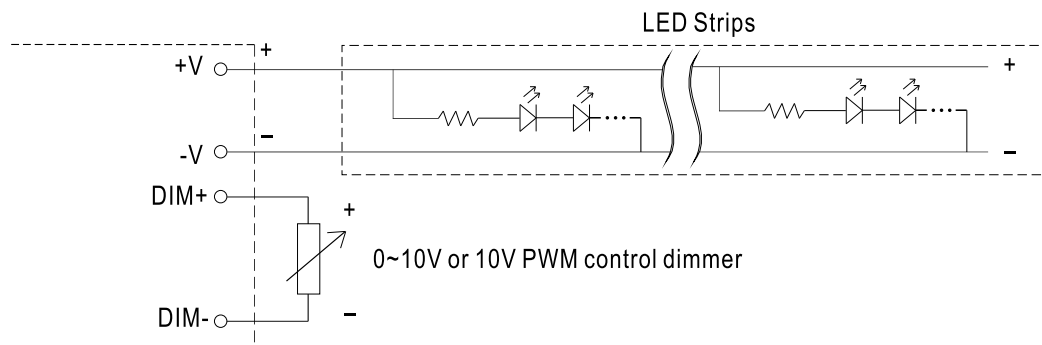 LED Strips
+
+V
+
-
-V
-
DIM+
+
0~10V or 10V PWM control dimmer
-
DIM-